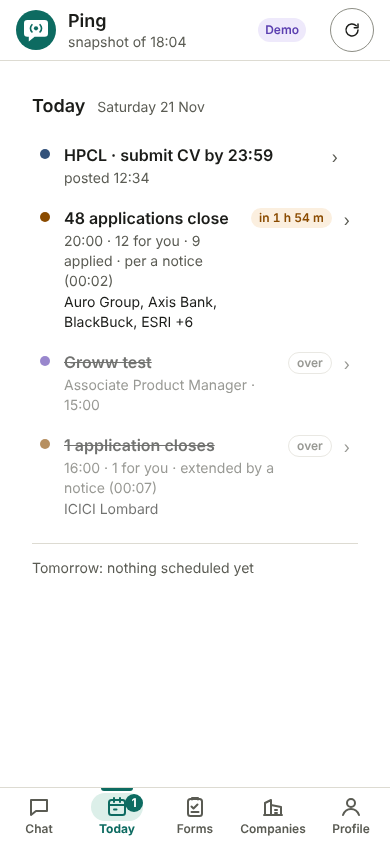 Ping
snapshot of 18:04
Demo
Today Saturday 21 Nov
HPCL · submit CV by 23:59
posted 12:34
48 applications close
in 1 h 54 m
20:00 · 12 for you · 9
applied · per a notice
(00:02)
Auro Group, Axis Bank,
BlackBuck, ESRI +6
Groww test
over
Associate Product Manager ·
15:00
1 application closes
over
16:00 · 1 for you · extended by a
notice (00:07)
ICICI Lombard
Tomorrow: nothing scheduled yet
1
Chat Today Forms Companies Profile